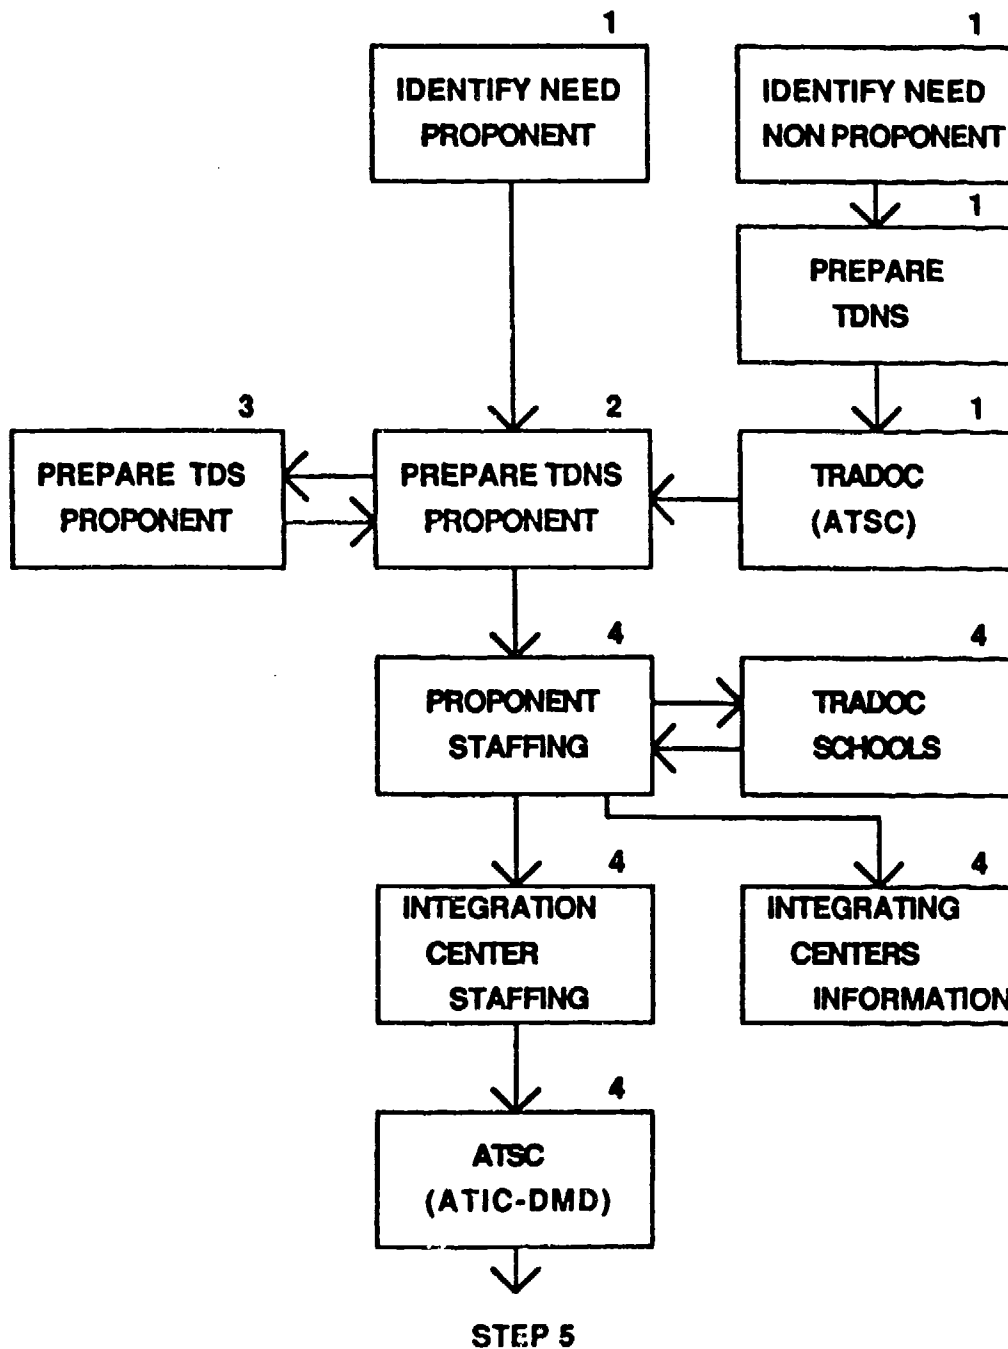 1
IDENTIFY NEED
PROPONENT
1
IDENTIFY NEED
NON PROPONENT
1
PREPARE
TDNS
3
PREPARE TDS
PROPONENT
2
PREPARE TDNS
PROPONENT
1
TRADOC
(ATSC)
4
PROPONENT
STAFFING
4
TRADOC
SCHOOLS
4
INTEGRATION
CENTER
STAFFING
4
INTEGRATING
CENTERS
INFORMATION
4
ATSC
(ATIC-DMD)
STEP 5